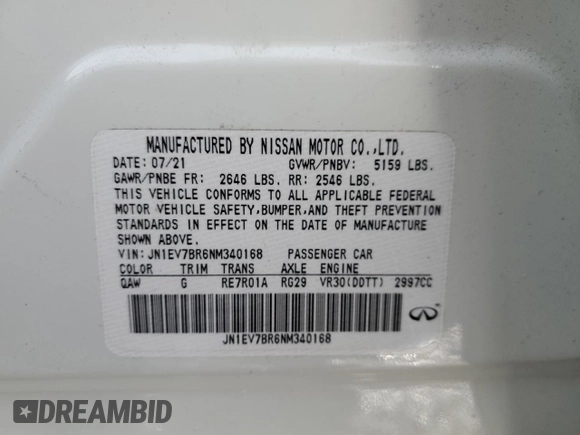 MANUFACTURED BY NISSAN MOTOR CO.,LTD.
DATE: 07/21 GVWR/PNBV: 5159 LBS.
GAWR/PNBE FR: 2646 LBS. RR: 2546 LBS.
THIS VEHICLE CONFORMS TO ALL APPLICABLE FEDERAL
MOTOR VEHICLE SAFETY,BUMPER,AND THEFT PREVENTION
STANDARDS IN EFFECT ON THE DATE OF MANUFACTURE
SHOWN ABOVE.
VIN: JN1EV7BR6NM340168 PASSENGER CAR
COLOR TRIM TRANS AXLE ENGINE
QAW G RE7R01A RG29 VR30(DDTT) 2997CC
JN1EV7BR6NM340168
DREAMBID